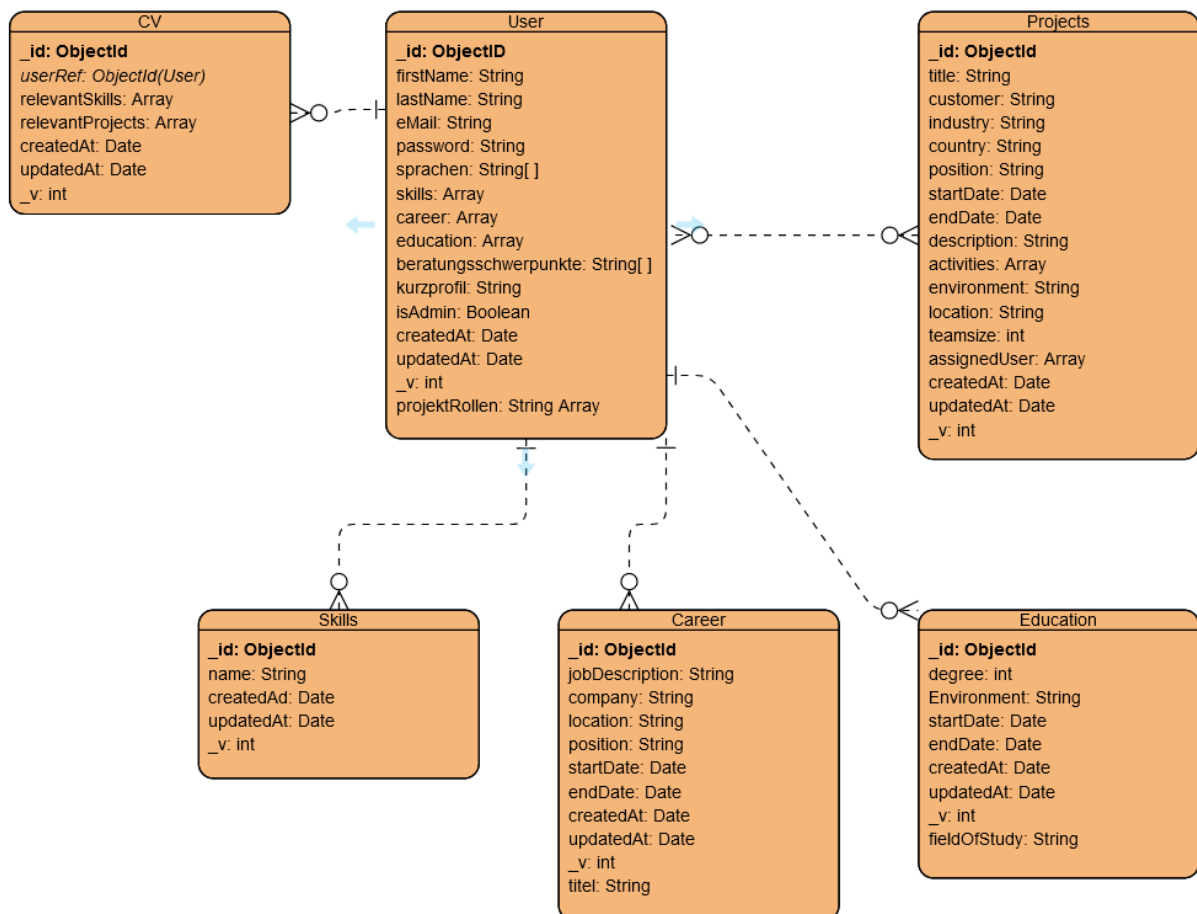 CV
_id: ObjectId
userRef: ObjectId(User)
relevantSkills: Array
relevantProjects: Array
createdAt: Date
updatedAt: Date
_v: int
User
_id: ObjectID
firstName: String
lastName: String
eMail: String
password: String
sprachen: String[ ]
skills: Array
career: Array
education: Array
beratungsschwerpunkte: String[ ]
kurzprofil: String
isAdmin: Boolean
createdAt: Date
updatedAt: Date
_v: int
projektRollen: String Array
Projects
_id: ObjectId
title: String
customer: String
industry: String
country: String
position: String
startDate: Date
endDate: Date
description: String
activities: Array
environment: String
location: String
teamsize: int
assignedUser: Array
createdAt: Date
updatedAt: Date
_v: int
Skills
_id: ObjectId
name: String
createdAd: Date
updatedAt: Date
_v: int
Career
_id: ObjectId
jobDescription: String
company: String
location: String
position: String
startDate: Date
endDate: Date
createdAt: Date
updatedAt: Date
_v: int
titel: String
Education
_id: ObjectId
degree: int
Environment: String
startDate: Date
endDate: Date
createdAt: Date
updatedAt: Date
_v: int
fieldOfStudy: String